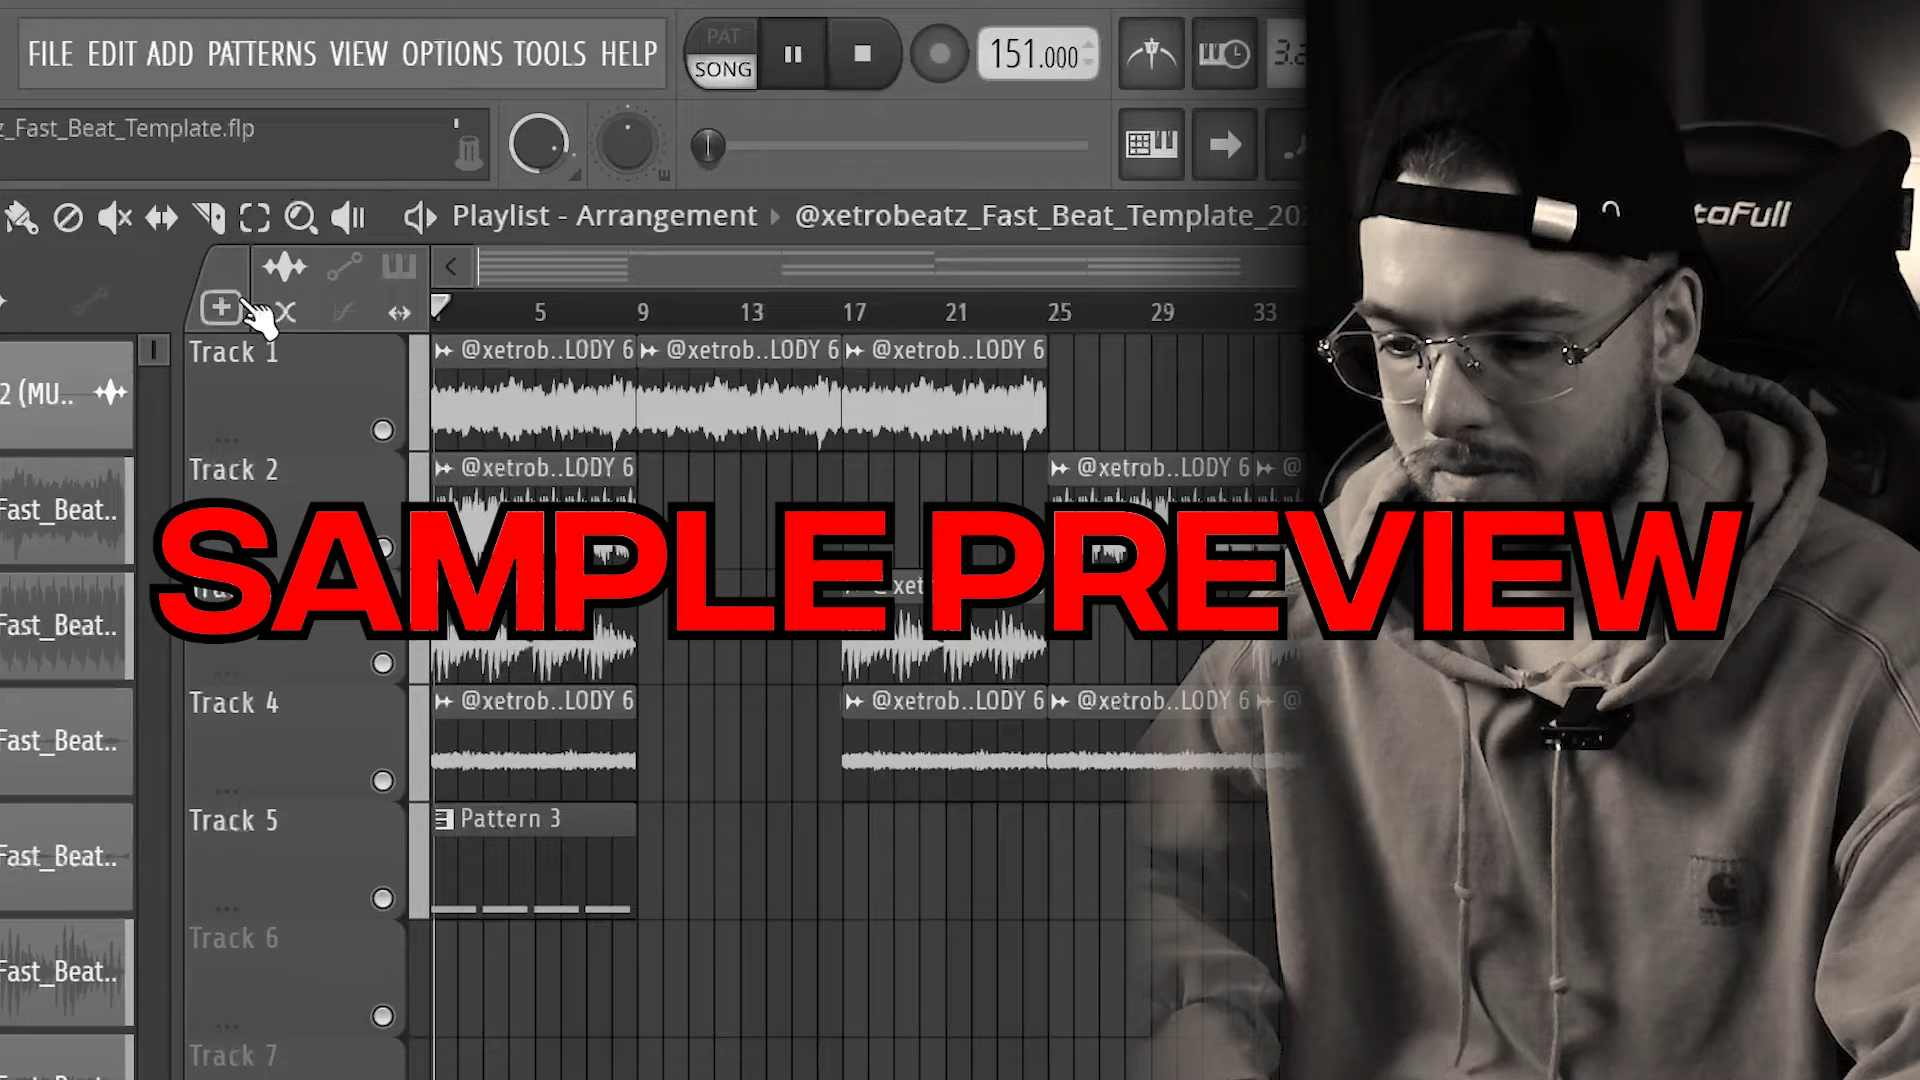 FILE EDIT ADD PATTERNS VIEW OPTIONS TOOLS HELP
PAT
SONG
151.000
z_Fast_Beat_Template.flp
Playlist - Arrangement ▸ @xetrobeatz_Fast_Beat_Template_20
toFull
5 9 13 17 21 25 29 33
Track 1
@xetrob..LODY 6 @xetrob..LODY 6 @xetrob..LODY 6
2 (MU..
Track 2
@xetrob..LODY 6 @xetrob..LODY 6 @
Fast_Beat..
SAMPLE PREVIEW
Fast_Beat..
Track 4
@xetrob..LODY 6 @xetrob..LODY 6 @xetrob..LODY 6 @
Fast_Beat..
Track 5
Pattern 3
Fast_Beat..
Track 6
Fast_Beat..
Track 7